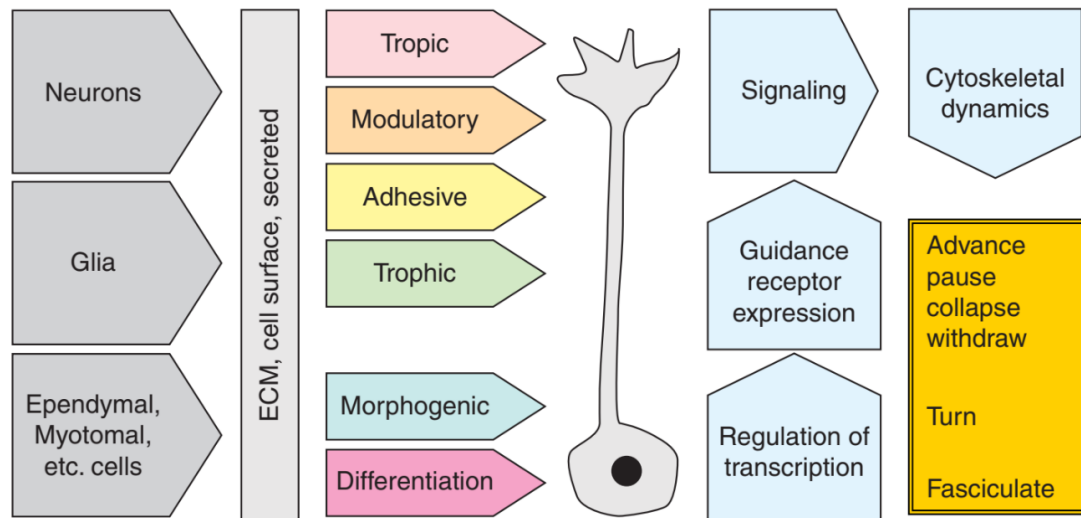 Neurons
Glia
Ependymal,
Myotomal,
etc. cells
ECM, cell surface, secreted
Tropic
Modulatory
Adhesive
Trophic
Morphogenic
Differentiation
Signaling
Guidance
receptor
expression
Regulation of
transcription
Cytoskeletal
dynamics
Advance
pause
collapse
withdraw
Turn
Fasciculate